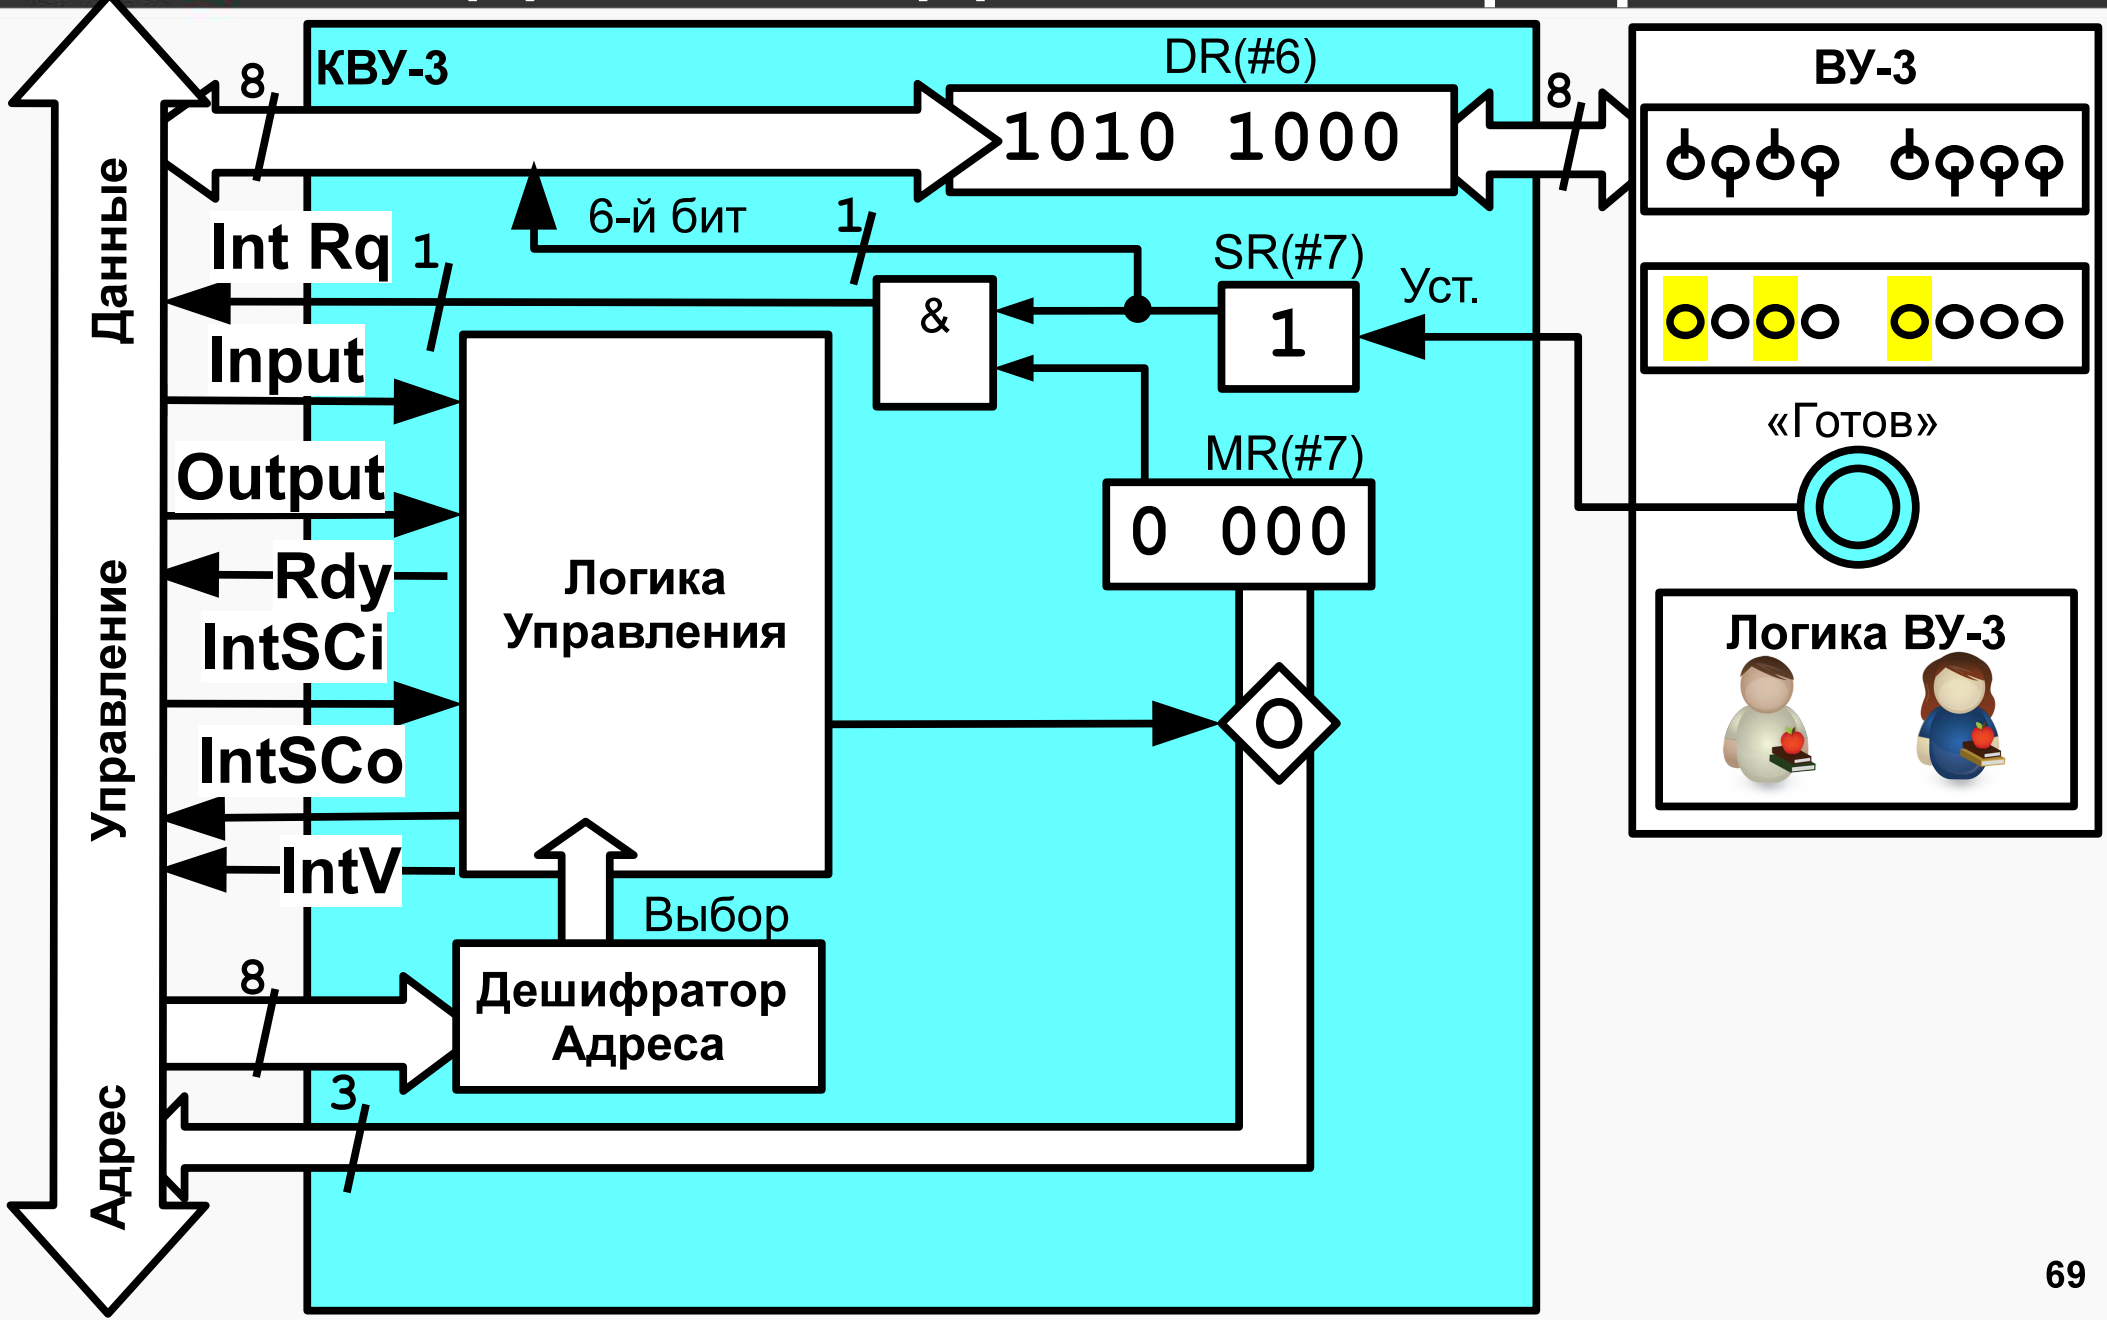 КВУ-3
DR(#6)
ВУ-3
8
1010 1000
8
Данные
6-й бит
1
Int Rq
1
SR(#7)
Уст.
&
1
Input
«Готов»
Output
MR(#7)
0 000
Rdy
Логика
Управления
IntSCi
Логика ВУ-3
Управление
IntSCo
IntV
Выбор
8
Дешифратор
Адреса
3
Адрес
69